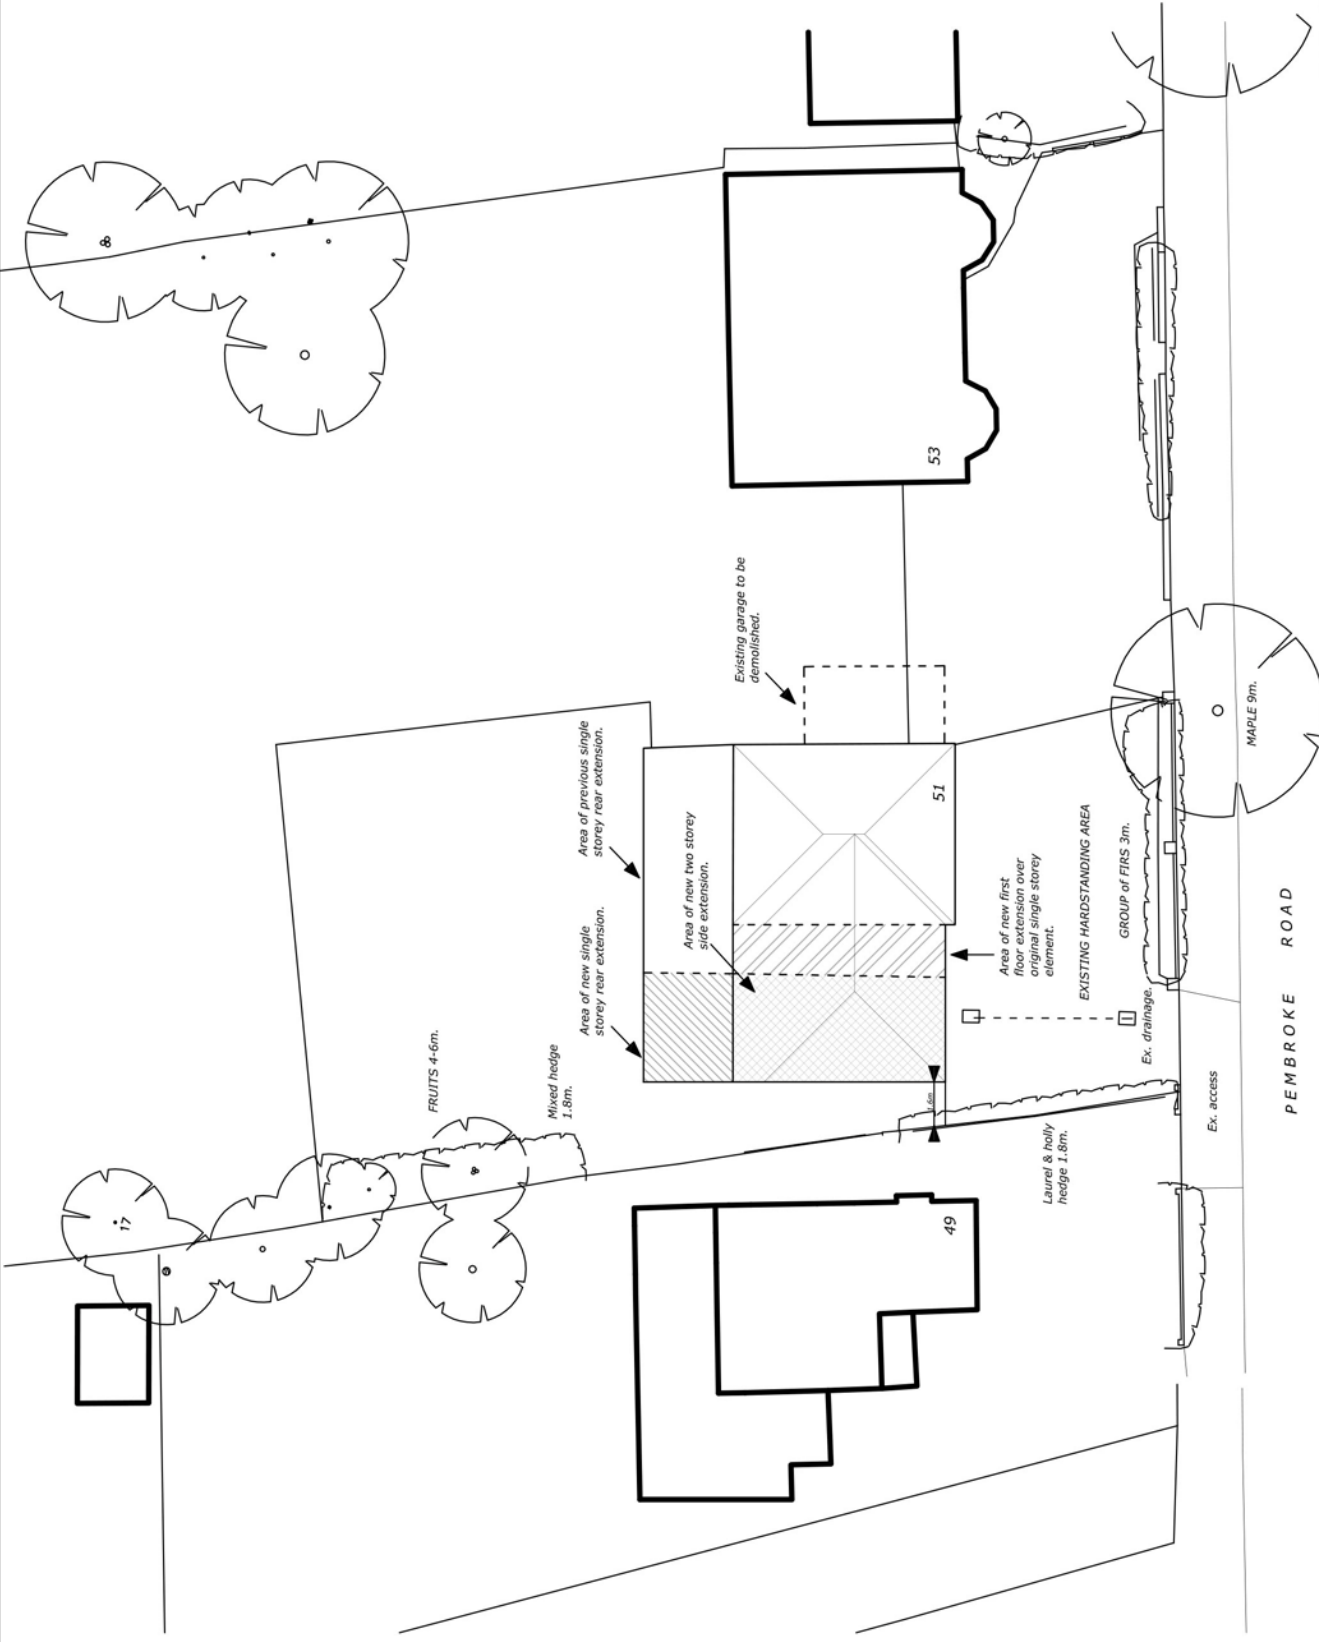 17
FRUITS 4-6m.
Mixed hedge
1.8m.
Area of new single
storey rear extension.
Area of previous single
storey rear extension.
Area of new two storey
side extension.
Existing garage to be
demolished.
53
51
49
1.6m
Area of new first
floor extension over
original single storey
element.
EXISTING HARDSTANDING AREA
Laurel & holly
hedge 1.8m.
GROUP of FIRS 3m.
Ex. drainage.
Ex. access
MAPLE 9m.
PEMBROKE ROAD